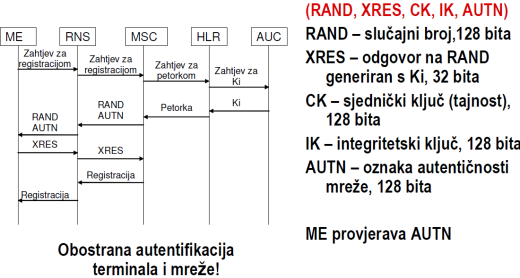 ME RNS MSC HLR AUC
Zahtjev za
registracijom
Zahtjev za
registracijom
Zahtjev za
petorkom
Zahtjev za
Ki
Ki
Petorka
RAND
AUTN
RAND
AUTN
XRES
XRES
Registracija
Registracija
Obostrana autentifikacija
terminala i mreže!
(RAND, XRES, CK, IK, AUTN)
RAND – slučajni broj,128 bita
XRES – odgovor na RAND
generiran s Ki, 32 bita
CK – sjednički ključ (tajnost),
128 bita
IK – integritetski ključ, 128 bita
AUTN – oznaka autentičnosti
mreže, 128 bita
ME provjerava AUTN